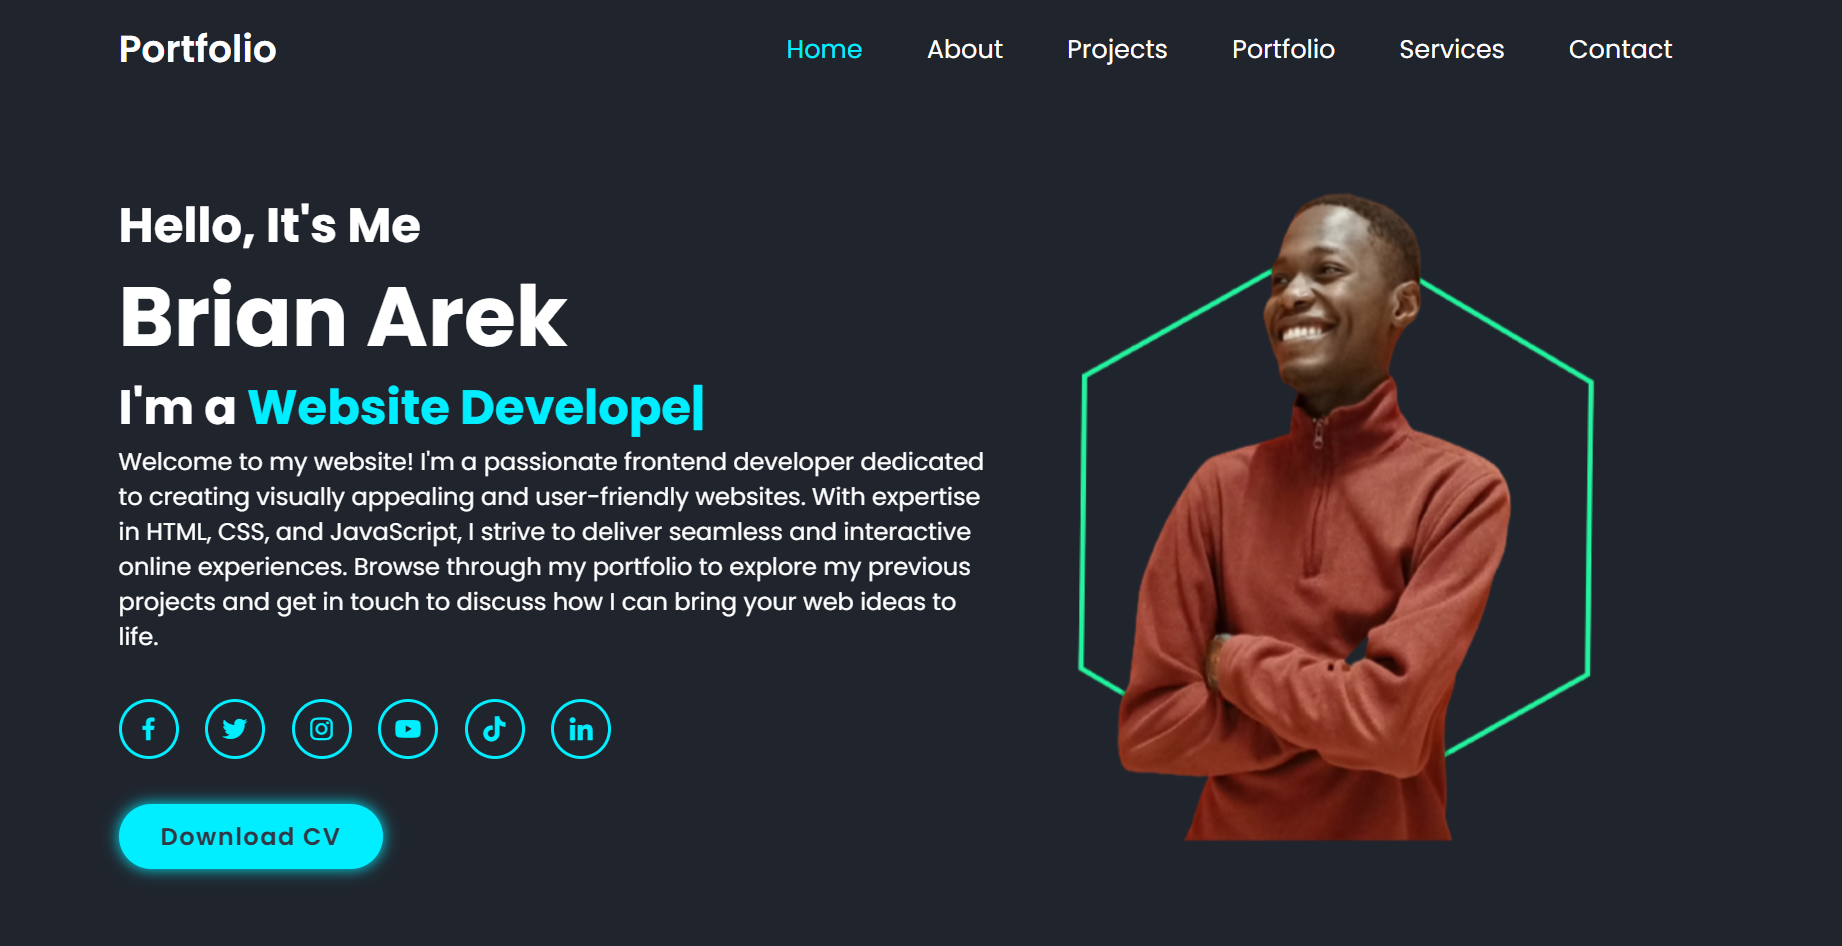 Portfolio
Home About Projects Portfolio Services Contact
Hello, It's Me
Brian Arek
I'm a Website Develope|
Welcome to my website! I'm a passionate frontend developer dedicated
to creating visually appealing and user-friendly websites. With expertise
in HTML, CSS, and JavaScript, I strive to deliver seamless and interactive
online experiences. Browse through my portfolio to explore my previous
projects and get in touch to discuss how I can bring your web ideas to
life.
Download CV